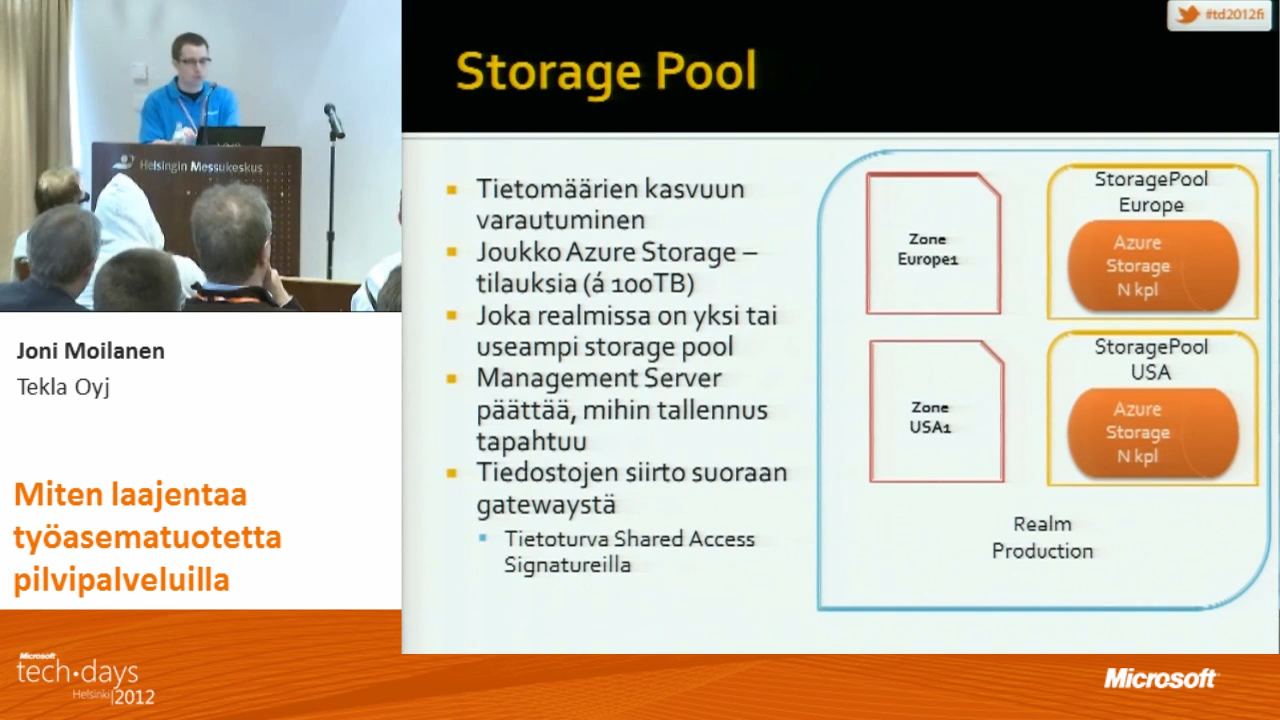 #td2012fi
Storage Pool
Helsingin Messukeskus
Tietomäärien kasvuun
varautuminen
Joukko Azure Storage –
tilauksia (á 100TB)
Joka realmissa on yksi tai
useampi storage pool
Management Server
päättää, mihin tallennus
tapahtuu
Tiedostojen siirto suoraan
gatewaystä
Tietoturva Shared Access
Signatureilla
Zone
Europe1
StoragePool
Europe
Azure
Storage
N kpl
Zone
USA1
StoragePool
USA
Azure
Storage
N kpl
Realm
Production
Joni Moilanen
Tekla Oyj
Miten laajentaa
työasematuotetta
pilvipalveluilla
Microsoft
tech•days
Helsinki|2012
Microsoft